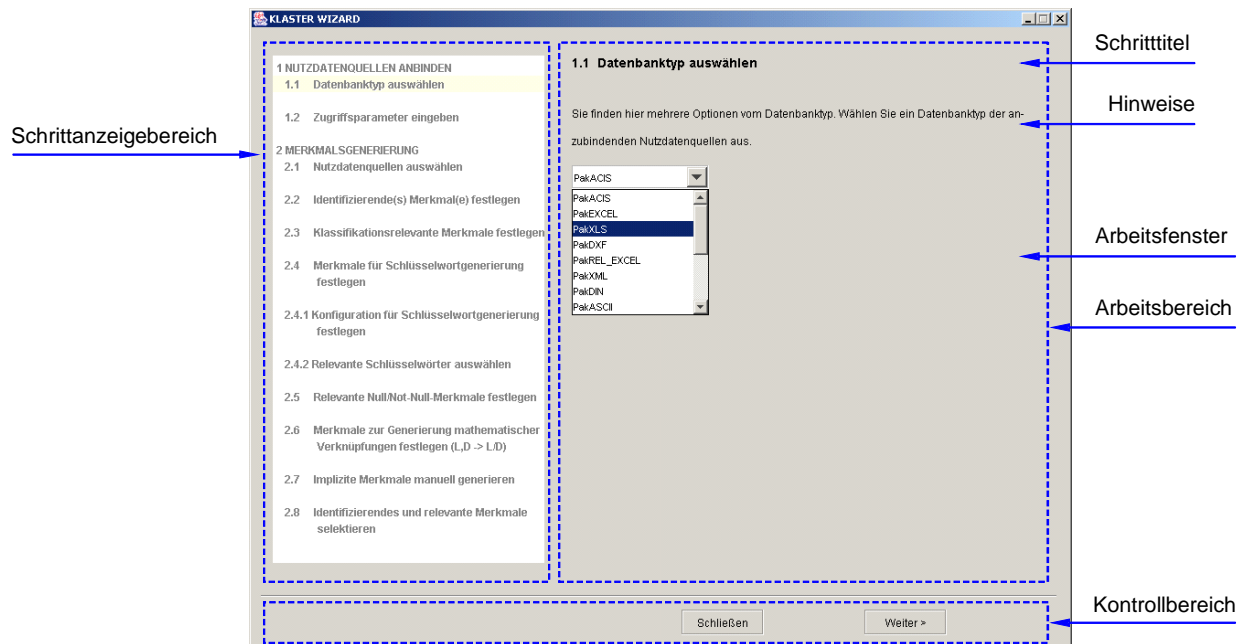 KLASTER WIZARD
Schrittanzeigebereich
1 NUTZDATENQUELLEN ANBINDEN
1.1 Datenbanktyp auswählen
1.2 Zugriffsparameter eingeben
2 MERKMALSGENERIERUNG
2.1 Nutzdatenquellen auswählen
2.2 Identifizierende(s) Merkmal(e) festlegen
2.3 Klassifikationsrelevante Merkmale festlegen
2.4 Merkmale für Schlüsselwortgenerierung
festlegen
2.4.1 Konfiguration für Schlüsselwortgenerierung
festlegen
2.4.2 Relevante Schlüsselwörter auswählen
2.5 Relevante Null/Not-Null-Merkmale festlegen
2.6 Merkmale zur Generierung mathematischer
Verknüpfungen festlegen (L,D -> L/D)
2.7 Implizite Merkmale manuell generieren
2.8 Identifizierendes und relevante Merkmale
selektieren
1.1 Datenbanktyp auswählen
Sie finden hier mehrere Optionen vom Datenbanktyp. Wählen Sie ein Datenbanktyp der an-
zubindenden Nutzdatenquellen aus.
PakACIS
PakACIS
PakEXCEL
PakXLS
PakDXF
PakREL_EXCEL
PakXML
PakDIN
PakASCII
Schließen
Weiter >
Schritttitel
Hinweise
Arbeitsfenster
Arbeitsbereich
Kontrollbereich